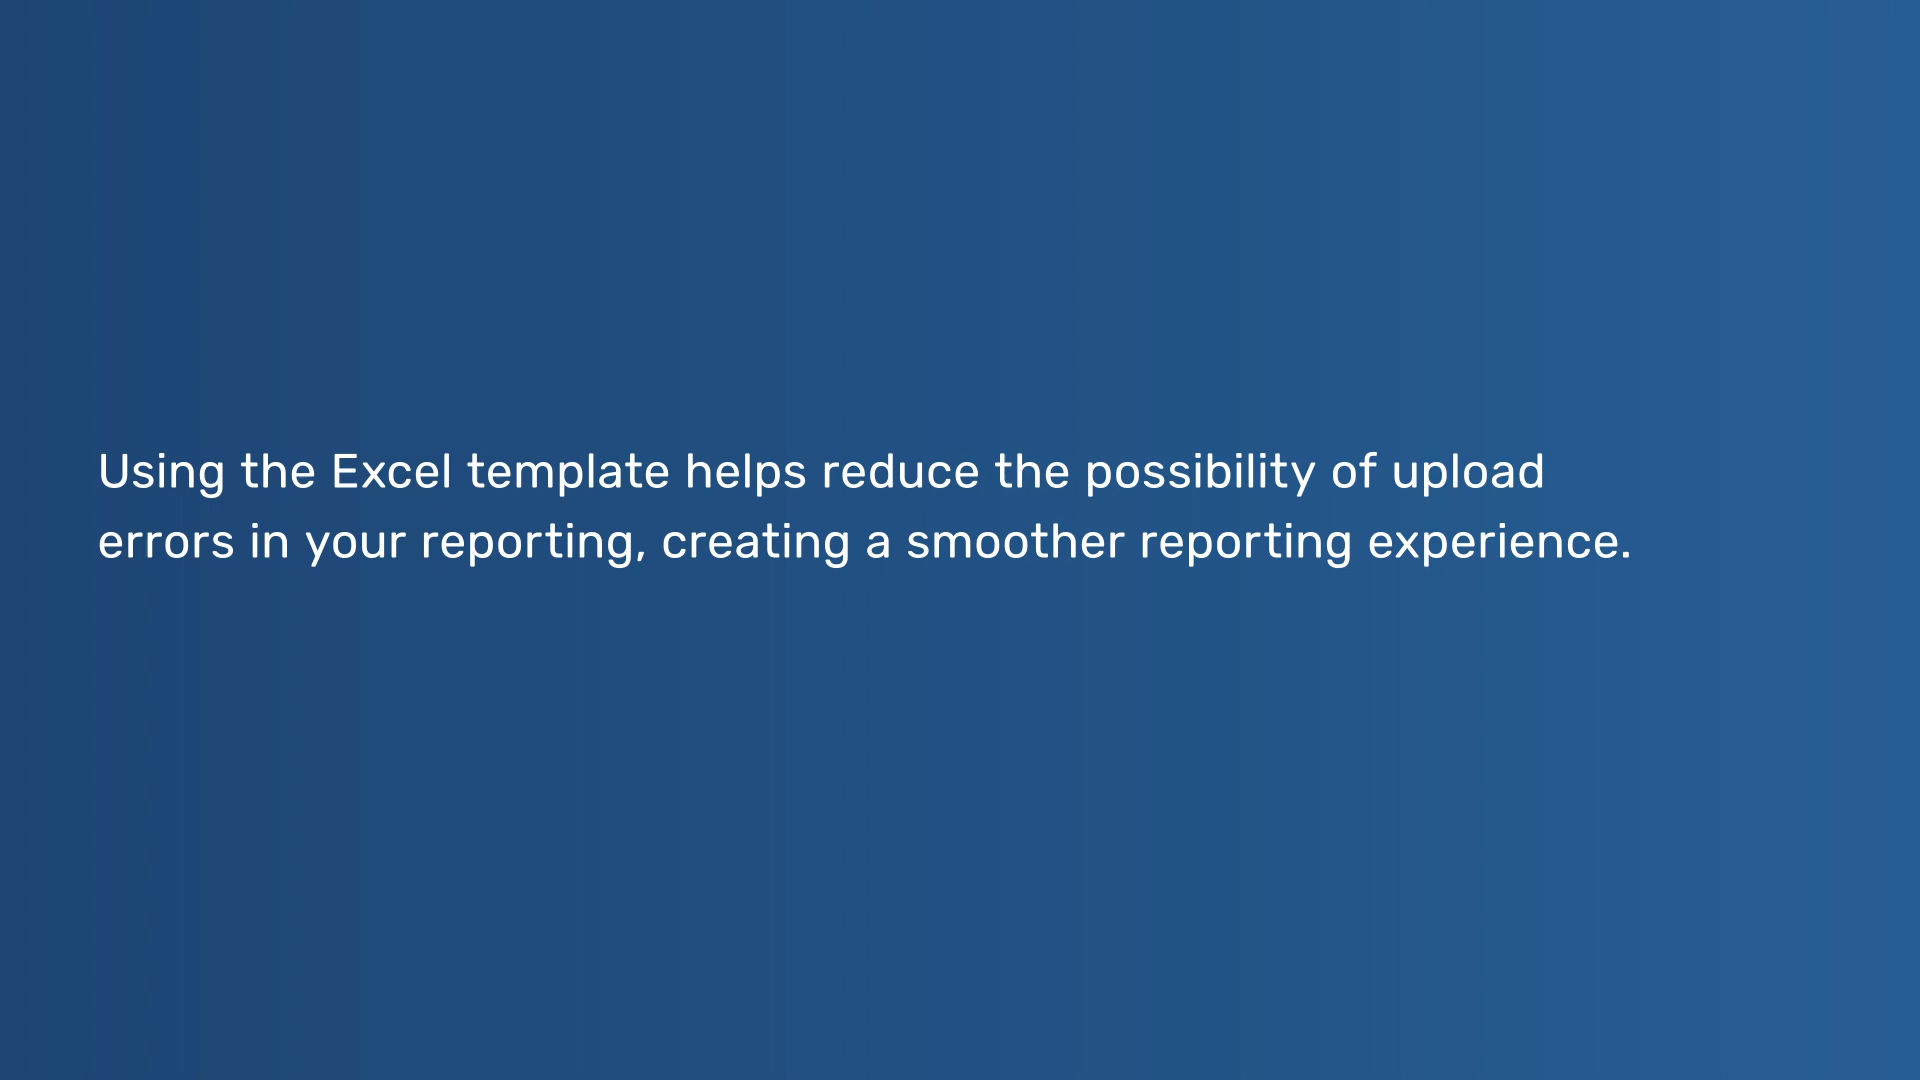 Using the Excel template helps reduce the possibility of upload
errors in your reporting, creating a smoother reporting experience.